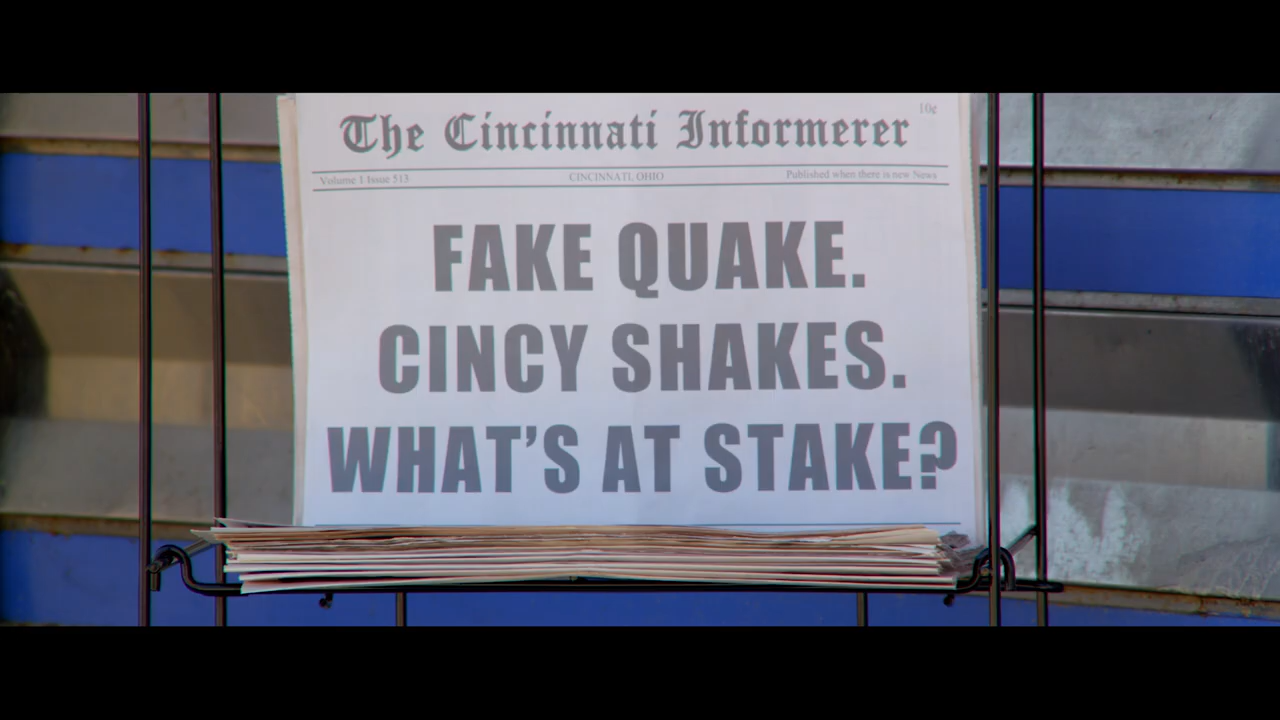 The Cincinnati Informerer
10¢
Volume 1 Issue 513 CINCINNATI, OHIO Published when there is new News
FAKE QUAKE.
CINCY SHAKES.
WHAT'S AT STAKE?